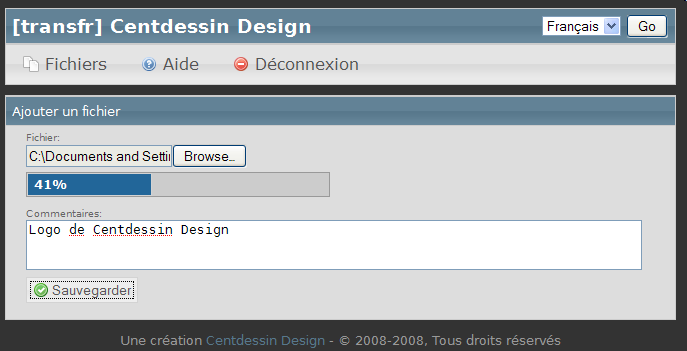 [transfr] Centdessin Design Français Go
Fichiers Aide Déconnexion
Ajouter un fichier
Fichier:
C:\Documents and Settin Browse...
41%
Commentaires:
Logo de Centdessin Design
Sauvegarder
Une création Centdessin Design - © 2008-2008, Tous droits réservés